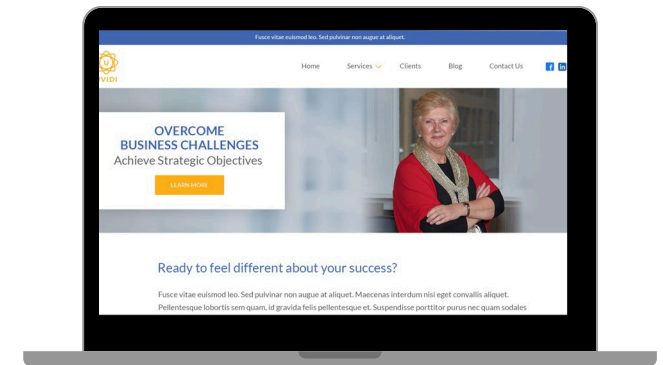 Fusce vitae euismod leo. Sed pulvinar non augue at aliquet.
U
VIDI
Home Services Clients Blog Contact Us f in
OVERCOME
BUSINESS CHALLENGES
Achieve Strategic Objectives
LEARN MORE
Ready to feel different about your success?
Fusce vitae euismod leo. Sed pulvinar non augue at aliquet. Maecenas interdum nisi eget convallis aliquet.
Pellentesque lobortis sem quam, id gravida felis pellentesque et. Suspendisse porttitor purus nec quam sodales